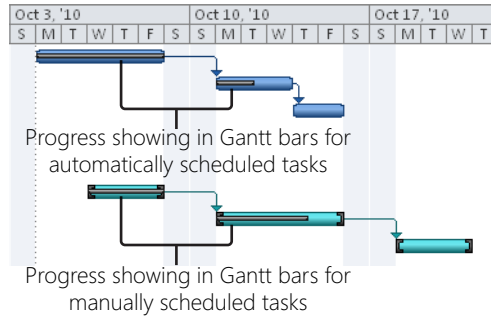 Oct 3, '10 Oct 10, '10 Oct 17, '10
S M T W T F S S M T W T F S S M T W T
Progress showing in Gantt bars for
automatically scheduled tasks
Progress showing in Gantt bars for
manually scheduled tasks